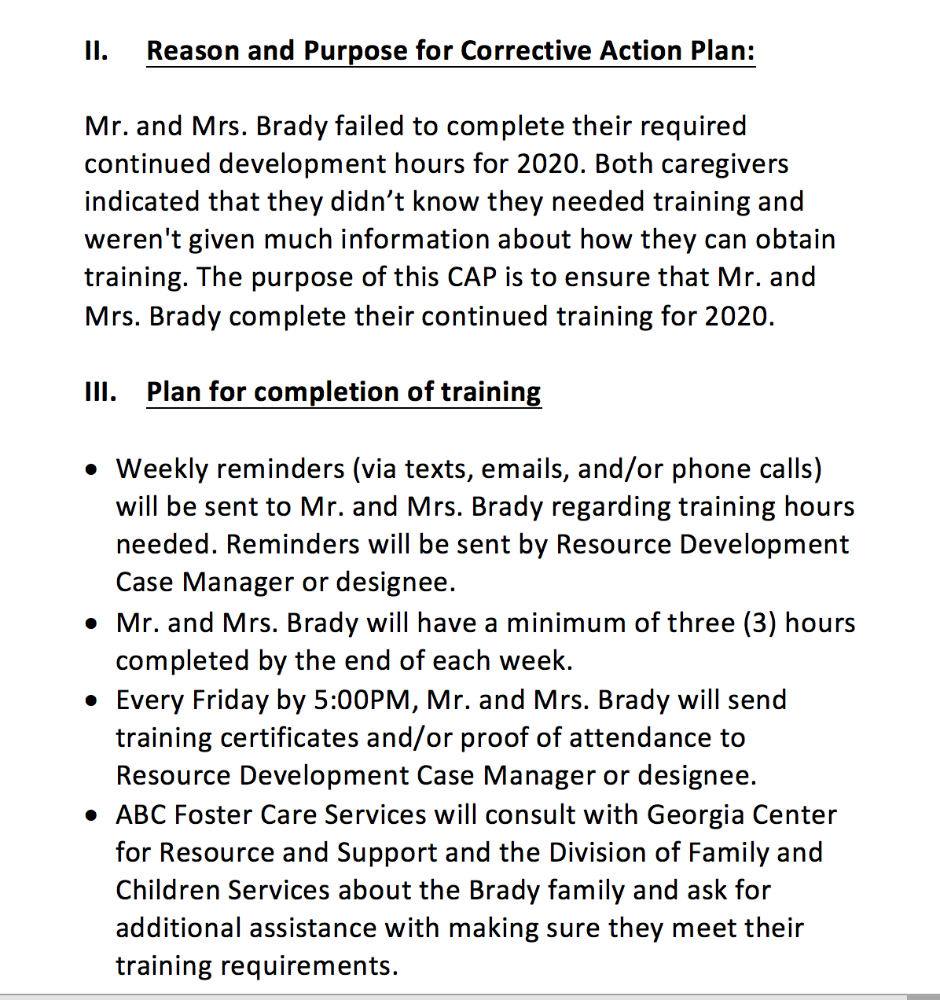 II. Reason and Purpose for Corrective Action Plan:
Mr. and Mrs. Brady failed to complete their required
continued development hours for 2020. Both caregivers
indicated that they didn’t know they needed training and
weren't given much information about how they can obtain
training. The purpose of this CAP is to ensure that Mr. and
Mrs. Brady complete their continued training for 2020.
III. Plan for completion of training
• Weekly reminders (via texts, emails, and/or phone calls)
will be sent to Mr. and Mrs. Brady regarding training hours
needed. Reminders will be sent by Resource Development
Case Manager or designee.
• Mr. and Mrs. Brady will have a minimum of three (3) hours
completed by the end of each week.
• Every Friday by 5:00PM, Mr. and Mrs. Brady will send
training certificates and/or proof of attendance to
Resource Development Case Manager or designee.
• ABC Foster Care Services will consult with Georgia Center
for Resource and Support and the Division of Family and
Children Services about the Brady family and ask for
additional assistance with making sure they meet their
training requirements.